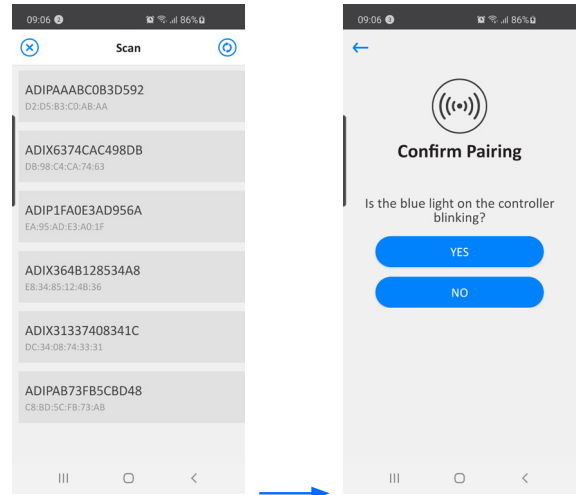 09:06 2 86%
Scan
ADIPAAABC0B3D592
D2:D5:B3:C0:AB:AA
ADIX6374CAC498DB
DB:98:C4:CA:74:63
ADIP1FA0E3AD956A
EA:95:AD:E3:A0:1F
ADIX364B128534A8
E8:34:85:12:4B:36
ADIX31337408341C
DC:34:08:74:33:31
ADIPAB73FB5CBD48
C8:BD:5C:FB:73:AB
09:06 3 86%
Confirm Pairing
Is the blue light on the controller
blinking?
YES
NO